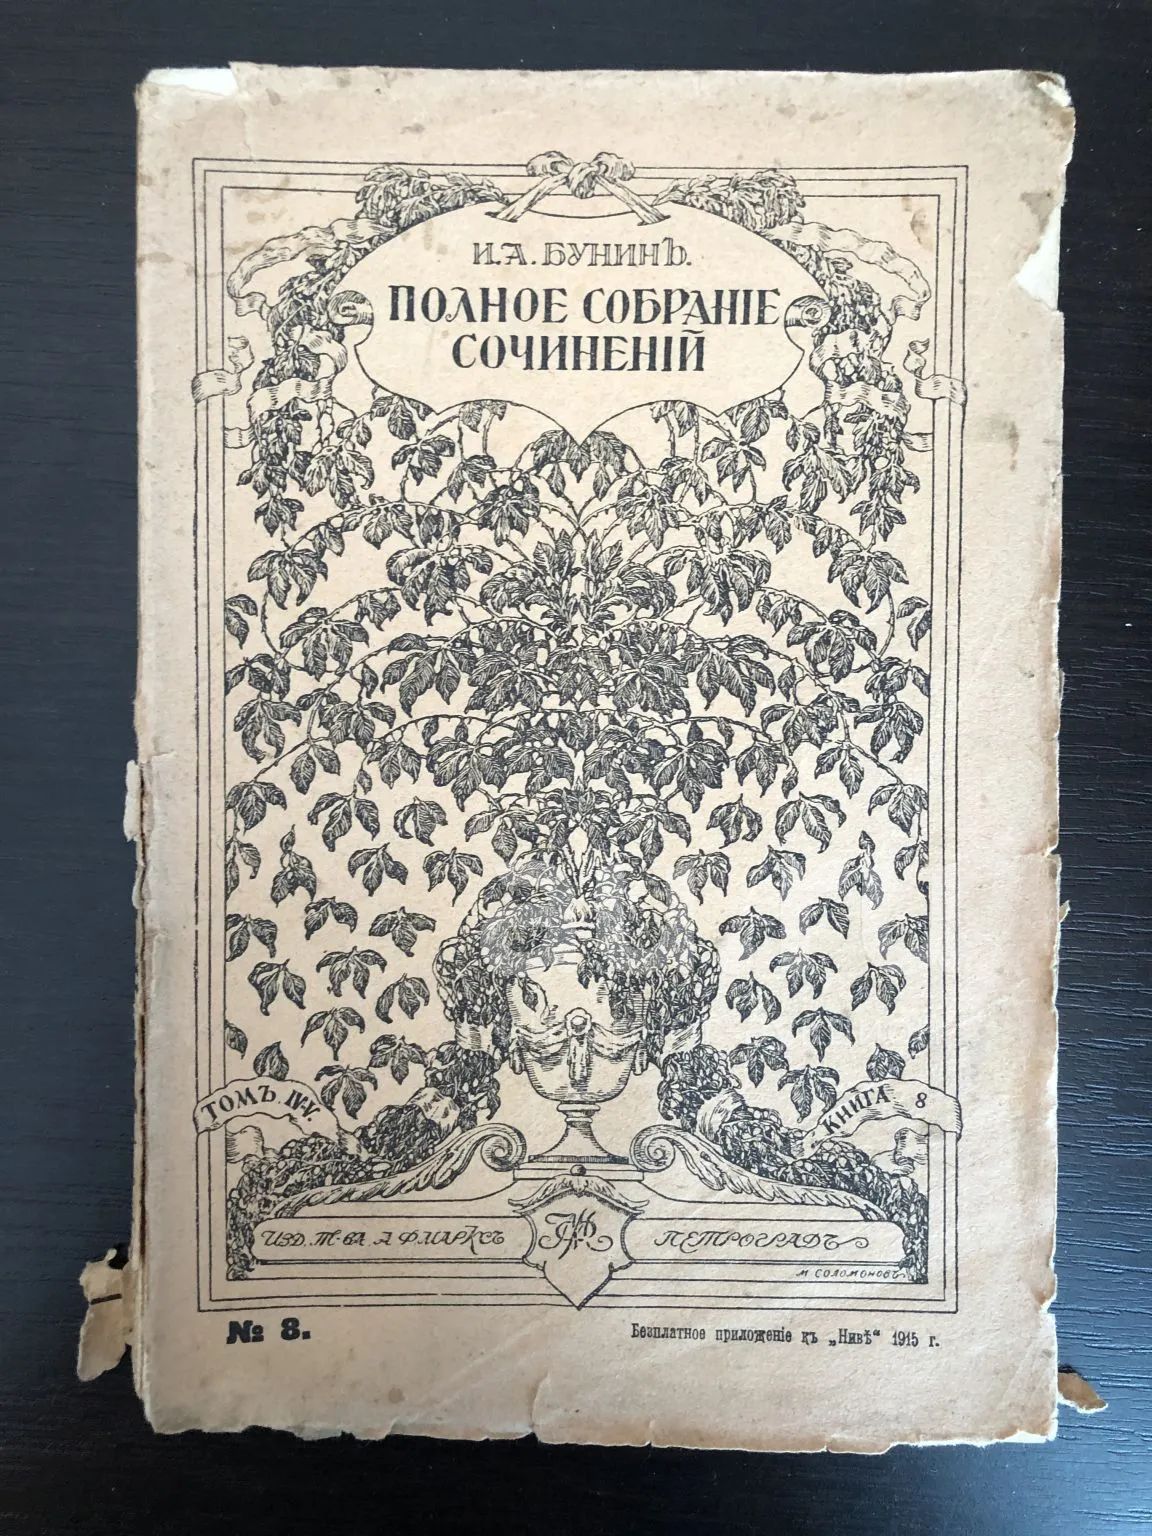 И. А. БУНИНЪ.
ПОЛНОЕ СОБРАНІЕ
СОЧИНЕНІЙ
ТОМЪ IV-V.
КНИГА 8
ИЗД. Т-ВА А. Ф. МАРКСЪ
ПЕТРОГРАДЪ
М СОЛОМОНОВЪ
№ 8.
Безплатное приложеніе къ „Нивѣ“ 1915 г.